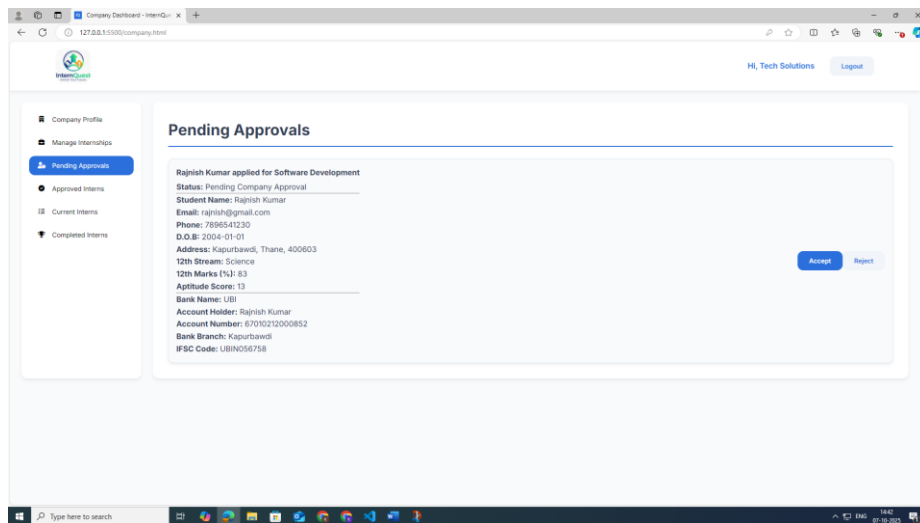 Company Dashboard - InternQue
127.0.0.1:5500/company.html
InternQuest
Hi, Tech Solutions
Logout
Company Profile
Manage Internships
Pending Approvals
Approved Interns
Current Interns
Completed Interns
Pending Approvals
Rajnish Kumar applied for Software Development
Status: Pending Company Approval
Student Name: Rajnish Kumar
Email: rajnish@gmail.com
Phone: 7896541230
D.O.B: 2004-01-01
Address: Kapurbawdi, Thane, 400603
12th Stream: Science
12th Marks (%): 83
Aptitude Score: 13
Bank Name: UBI
Account Holder: Rajnish Kumar
Account Number: 67010212000852
Bank Branch: Kapurbawdi
IFSC Code: UBIN056758
Accept
Reject
Type here to search
ENG
1442
07-10-2025